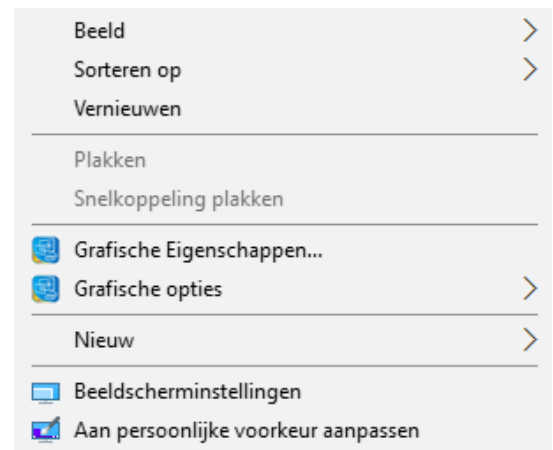 Beeld
Sorteren op
Vernieuwen
Plakken
Snelkoppeling plakken
Grafische Eigenschappen...
Grafische opties
Nieuw
Beeldscherminstellingen
Aan persoonlijke voorkeur aanpassen